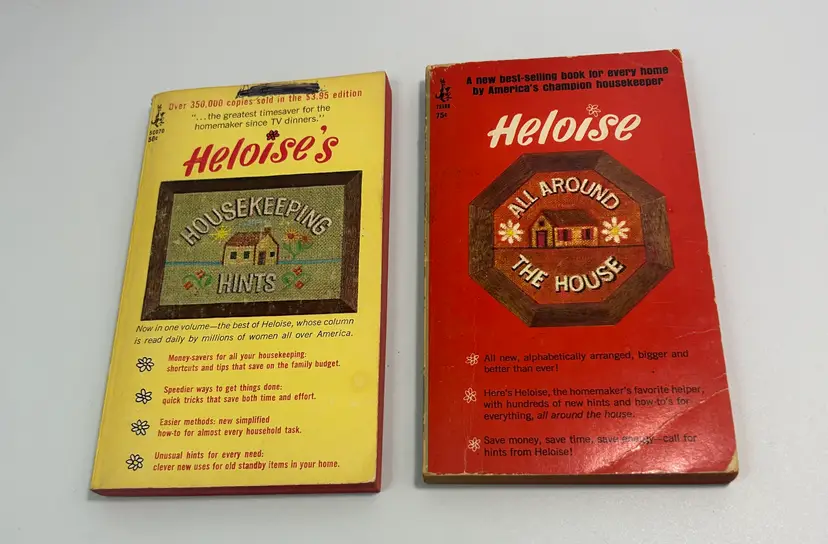 Over 350,000 copies sold in the $3.95 edition
"...the greatest timesaver for the
homemaker since TV dinners."
50¢
Heloise's
HOUSEKEEPING
HINTS
Now in one volume—the best of Heloise, whose column
is read daily by millions of women all over America.
Money-savers for all your housekeeping:
shortcuts and tips that save on the family budget.
Speedier ways to get things done:
quick tricks that save both time and effort.
Easier methods: new simplified
how-to for almost every household task.
Unusual hints for every need:
clever new uses for old standby items in your home.
A new best-selling book for every home
by America's champion housekeeper
75¢
Heloise
ALL AROUND
THE HOUSE
All new, alphabetically arranged, bigger and
better than ever!
Here's Heloise, the homemaker's favorite helper,
with hundreds of new hints and how-to's for
everything, all around the house.
Save money, save time, save energy—call for
hints from Heloise!